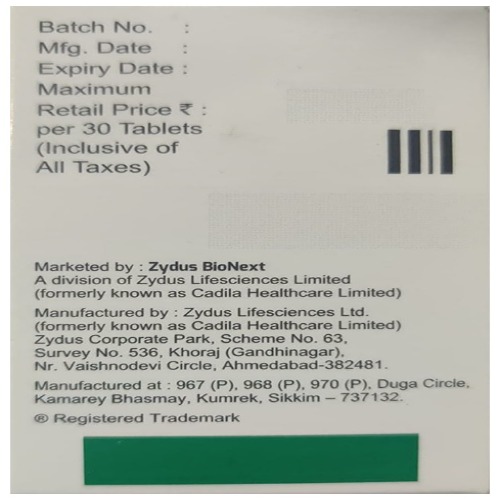 Batch No. :
Mfg. Date :
Expiry Date :
Maximum
Retail Price ₹ :
per 30 Tablets
(Inclusive of
All Taxes)
Marketed by : Zydus BioNext
A division of Zydus Lifesciences Limited
(formerly known as Cadila Healthcare Limited)
Manufactured by : Zydus Lifesciences Ltd.
(formerly known as Cadila Healthcare Limited)
Zydus Corporate Park, Scheme No. 63,
Survey No. 536, Khoraj (Gandhinagar),
Nr. Vaishnodevi Circle, Ahmedabad-382481.
Manufactured at : 967 (P), 968 (P), 970 (P), Duga Circle,
Kamarey Bhasmay, Kumrek, Sikkim – 737132.
® Registered Trademark